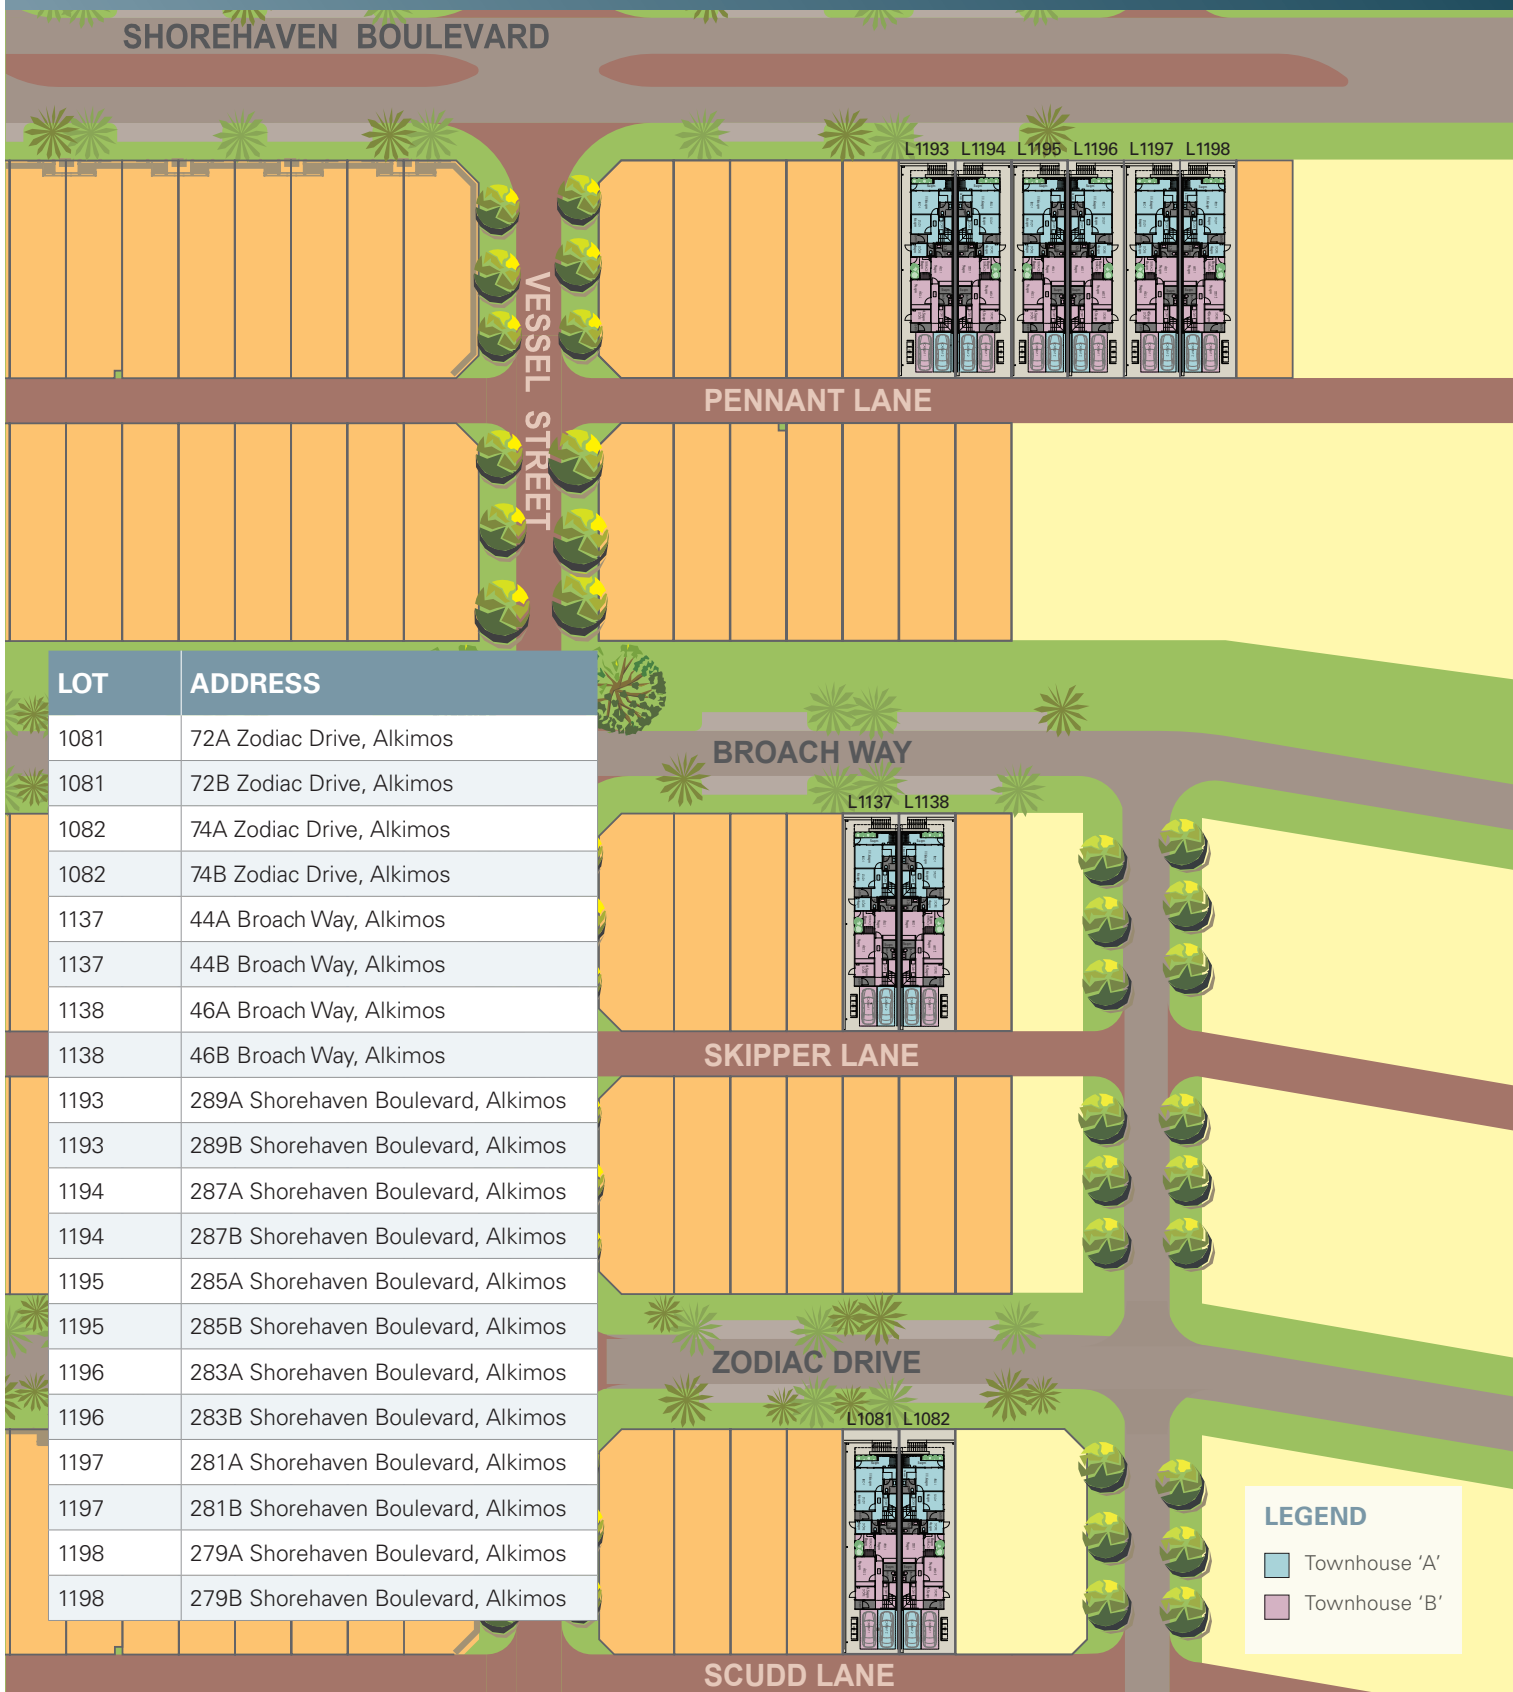 SHOREHAVEN BOULEVARD
L1193 L1194 L1195 L1196 L1197 L1198
VESSEL STREET
PENNANT LANE
LOT ADDRESS
1081 72A Zodiac Drive, Alkimos
1081 72B Zodiac Drive, Alkimos
1082 74A Zodiac Drive, Alkimos
1082 74B Zodiac Drive, Alkimos
1137 44A Broach Way, Alkimos
1137 44B Broach Way, Alkimos
1138 46A Broach Way, Alkimos
1138 46B Broach Way, Alkimos
1193 289A Shorehaven Boulevard, Alkimos
1193 289B Shorehaven Boulevard, Alkimos
1194 287A Shorehaven Boulevard, Alkimos
1194 287B Shorehaven Boulevard, Alkimos
1195 285A Shorehaven Boulevard, Alkimos
1195 285B Shorehaven Boulevard, Alkimos
1196 283A Shorehaven Boulevard, Alkimos
1196 283B Shorehaven Boulevard, Alkimos
1197 281A Shorehaven Boulevard, Alkimos
1197 281B Shorehaven Boulevard, Alkimos
1198 279A Shorehaven Boulevard, Alkimos
1198 279B Shorehaven Boulevard, Alkimos
BROACH WAY
L1137 L1138
SKIPPER LANE
ZODIAC DRIVE
L1081 L1082
SCUDD LANE
LEGEND
Townhouse ‘A’
Townhouse ‘B’